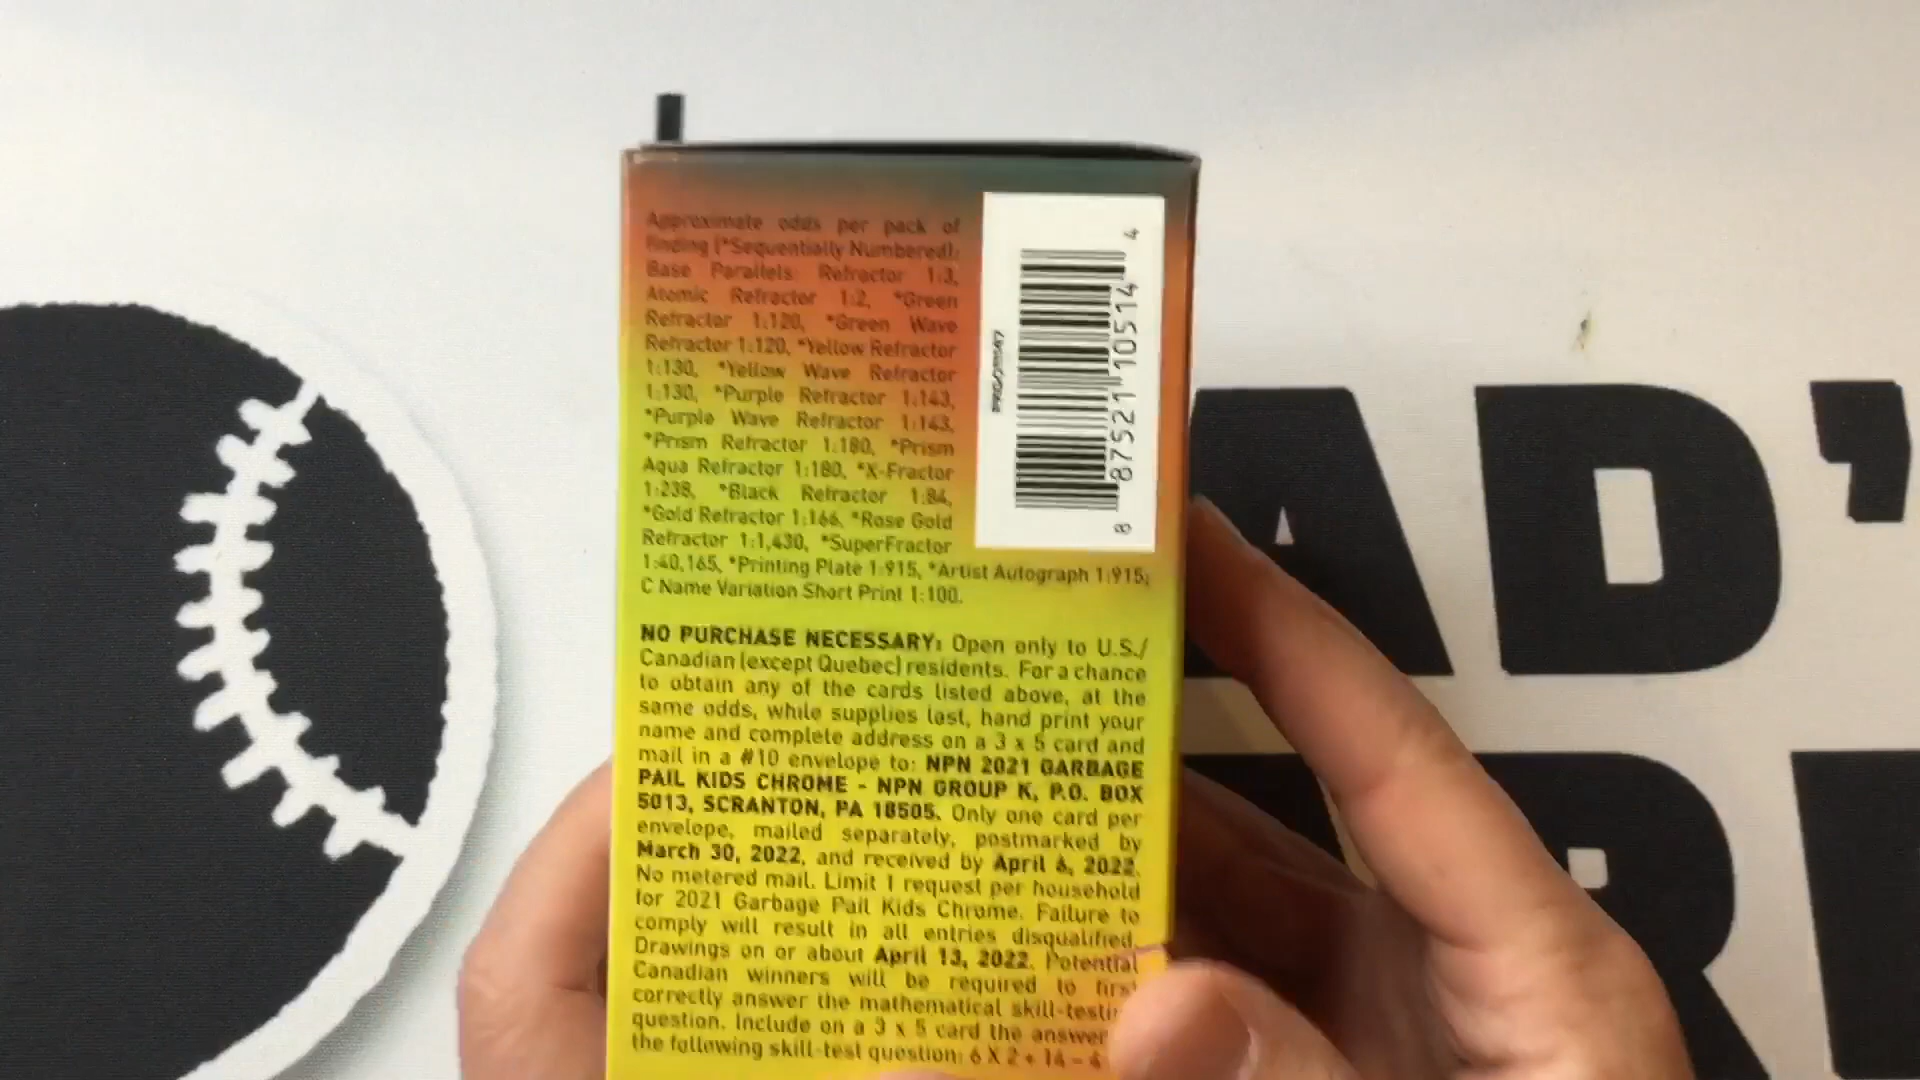 Approximate odds per pack of
finding (*Sequentially Numbered):
Base Parallels: Refractor 1:3,
Atomic Refractor 1:2, *Green
Refractor 1:120, *Green Wave
Refractor 1:120, *Yellow Refractor
1:130, *Yellow Wave Refractor
1:130, *Purple Refractor 1:143,
*Purple Wave Refractor 1:143,
*Prism Refractor 1:180, *Prism
Aqua Refractor 1:180, *X-Fractor
1:238, *Black Refractor 1:84,
*Gold Refractor 1:166, *Rose Gold
Refractor 1:1,430, *SuperFractor
1:40,165, *Printing Plate 1:915, *Artist Autograph 1:915;
C Name Variation Short Print 1:100.
8 87521 10514 4
NO PURCHASE NECESSARY: Open only to U.S./
Canadian (except Quebec) residents. For a chance
to obtain any of the cards listed above, at the
same odds, while supplies last, hand print your
name and complete address on a 3 x 5 card and
mail in a #10 envelope to: NPN 2021 GARBAGE
PAIL KIDS CHROME - NPN GROUP K, P.O. BOX
5013, SCRANTON, PA 18505. Only one card per
envelope, mailed separately, postmarked by
March 30, 2022, and received by April 6, 2022.
No metered mail. Limit 1 request per household
for 2021 Garbage Pail Kids Chrome. Failure to
comply will result in all entries disqualified.
Drawings on or about April 13, 2022. Potential
Canadian winners will be required to first
correctly answer the mathematical skill-testi
question. Include on a 3 x 5 card the answer
the following skill-test question: 6 X 2 + 14 - 4
AD'